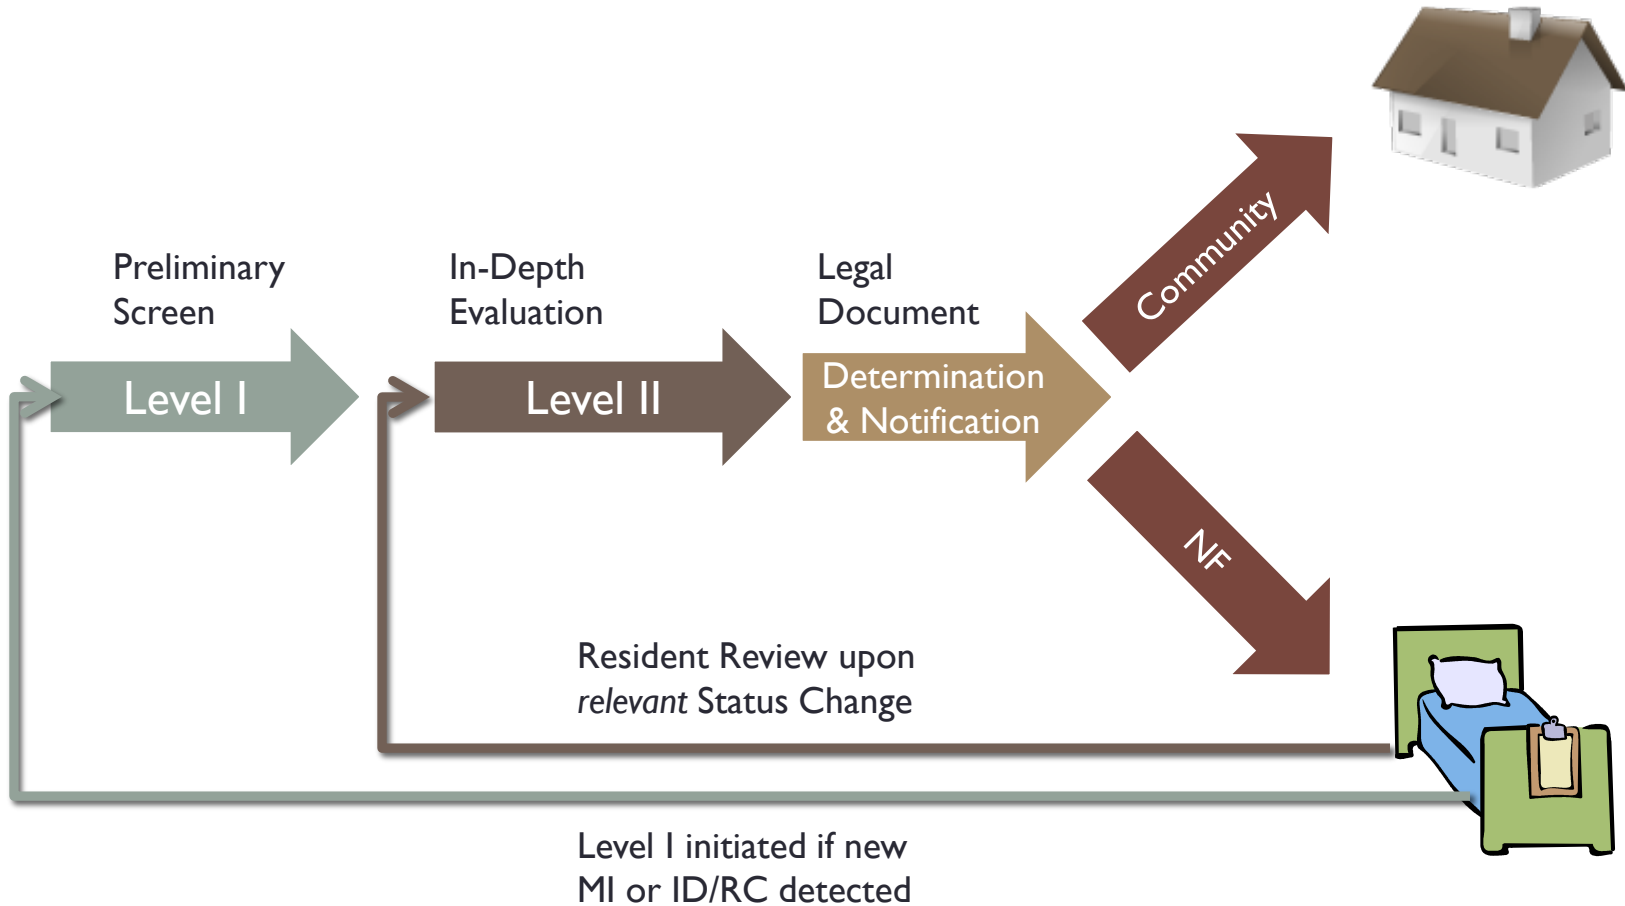 Preliminary
Screen
In-Depth
Evaluation
Legal
Document
Level I
Level II
Determination
& Notification
Community
NF
Resident Review upon
relevant Status Change
Level I initiated if new
MI or ID/RC detected